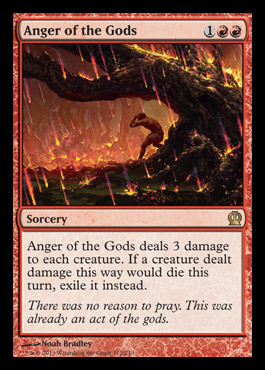 Anger of the Gods 1
Sorcery
Anger of the Gods deals 3 damage
to each creature. If a creature dealt
damage this way would die this
turn, exile it instead.
There was no reason to pray. This
was already an act of the gods.
Noah Bradley